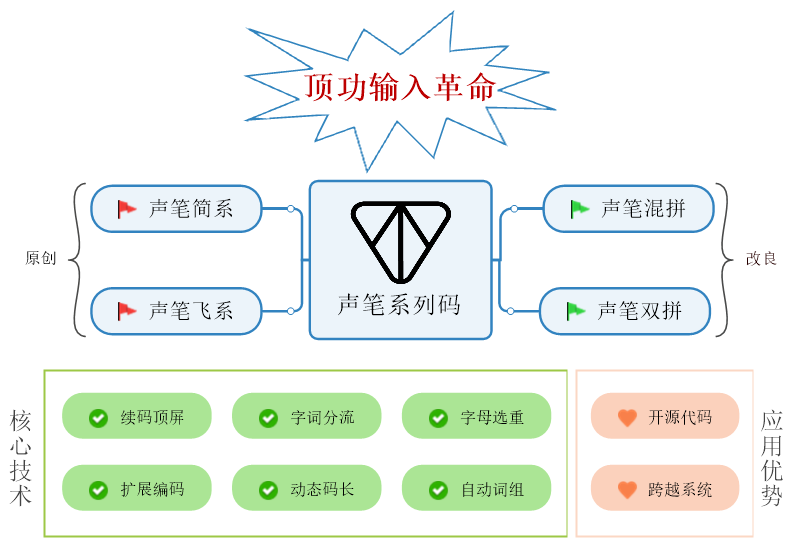 顶功输入革命
声笔简系
声笔混拼
原创
声笔系列码
改良
声笔飞系
声笔双拼
核心技术
续码顶屏
字词分流
字母选重
扩展编码
动态码长
自动词组
开源代码
跨越系统
应用优势